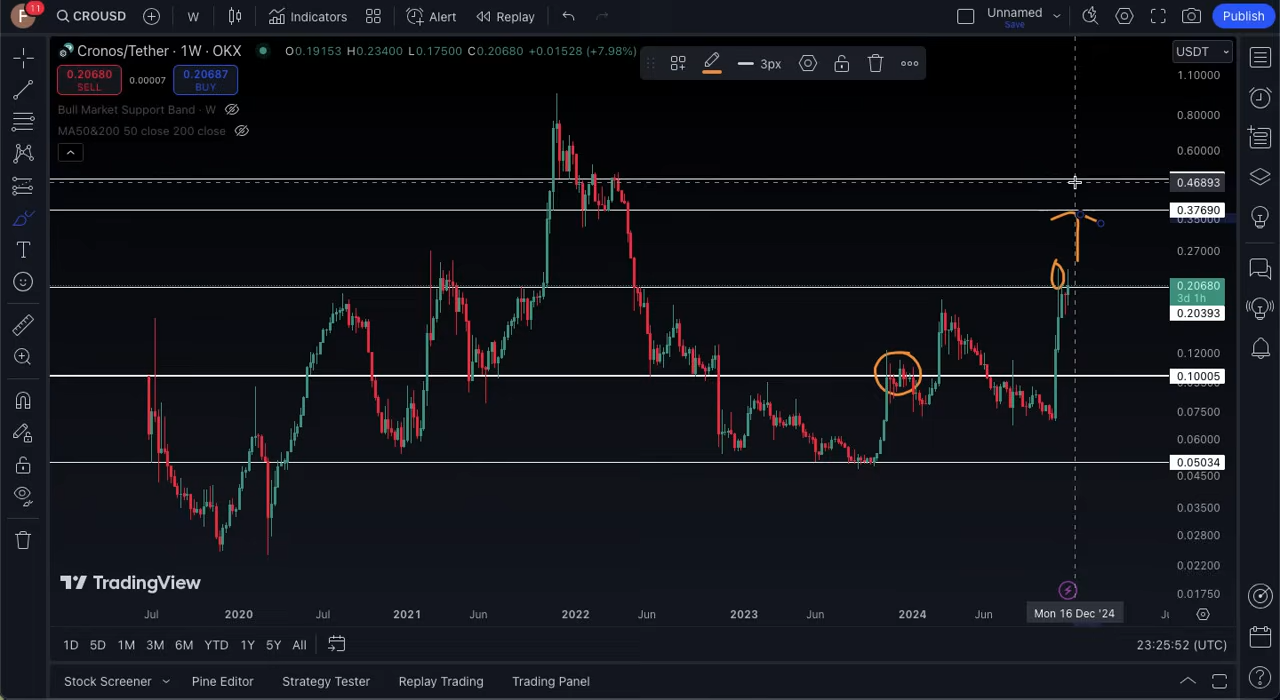 F
11
CROUSD
W
Indicators
Alert
Replay
Unnamed
Save
Publish
Cronos/Tether · 1W · OKX
O0.19153 H0.23400 L0.17500 C0.20680 +0.01528 (+7.98%)
3px
USDT
0.20680
SELL
0.00007
0.20687
BUY
Bull Market Support Band · W
MA50&200 50 close 200 close
1.10000
0.80000
0.60000
0.46893
0.37690
0.35000
0.27000
0.20680
3d 1h
0.20393
0.12000
0.10005
0.07500
0.06000
0.05034
0.04500
0.03500
0.02800
0.02200
0.01750
TradingView
Jul
2020
Jul
2021
Jun
2022
Jun
2023
Jun
2024
Jun
Mon 16 Dec '24
1D 5D 1M 3M 6M YTD 1Y 5Y All
23:25:52 (UTC)
Stock Screener
Pine Editor
Strategy Tester
Replay Trading
Trading Panel